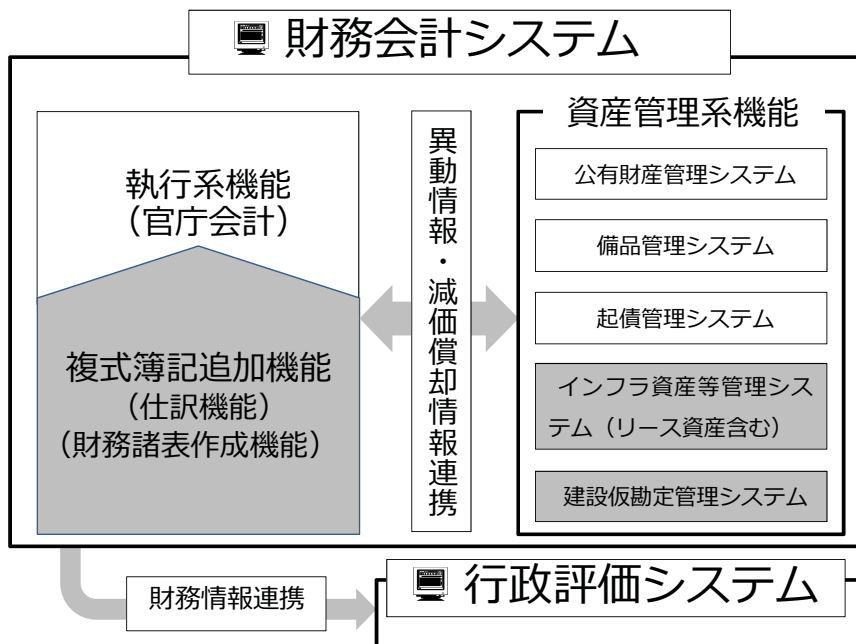 財務会計システム
執行系機能
（官庁会計）
複式簿記追加機能
（仕訳機能）
（財務諸表作成機能）
異動情報・減価償却情報連携
資産管理系機能
公有財産管理システム
備品管理システム
起債管理システム
インフラ資産等管理シス
テム（リース資産含む）
建設仮勘定管理システム
財務情報連携
行政評価システム